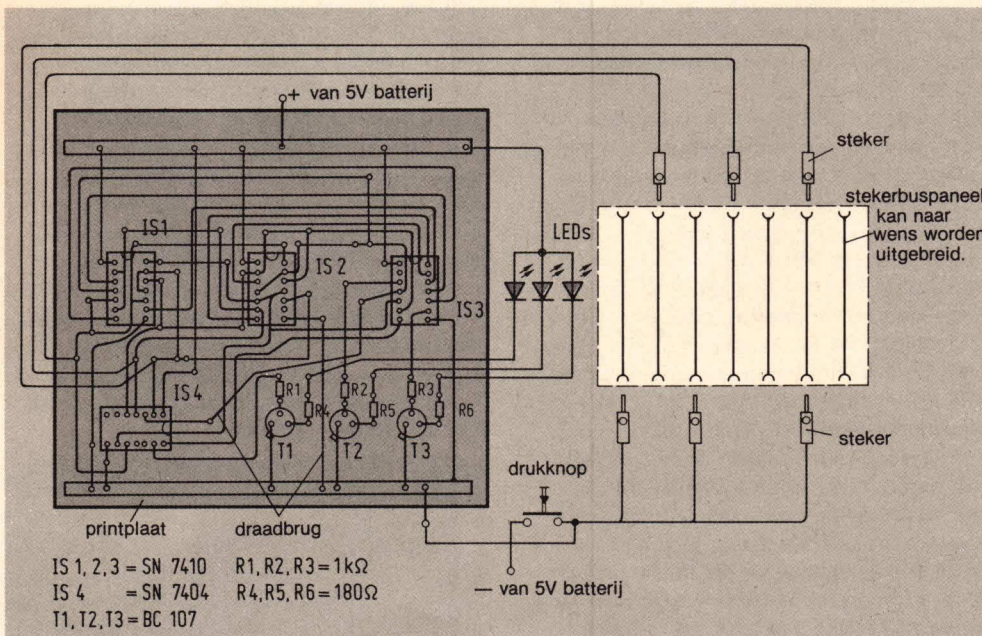 + van 5V batterij
steker
stekerbuspaneel
kan naar
wens worden
uitgebreid.
LEDs
IS1
IS 2
IS3
IS 4
R1
R2
R3
R4
R5
R6
T1
T2
T3
steker
drukknop
printplaat
draadbrug
— van 5V batterij
IS 1, 2, 3 = SN 7410 R1, R2, R3 = 1kΩ
IS 4 = SN 7404 R4, R5, R6 = 180Ω
T1, T2, T3 = BC 107